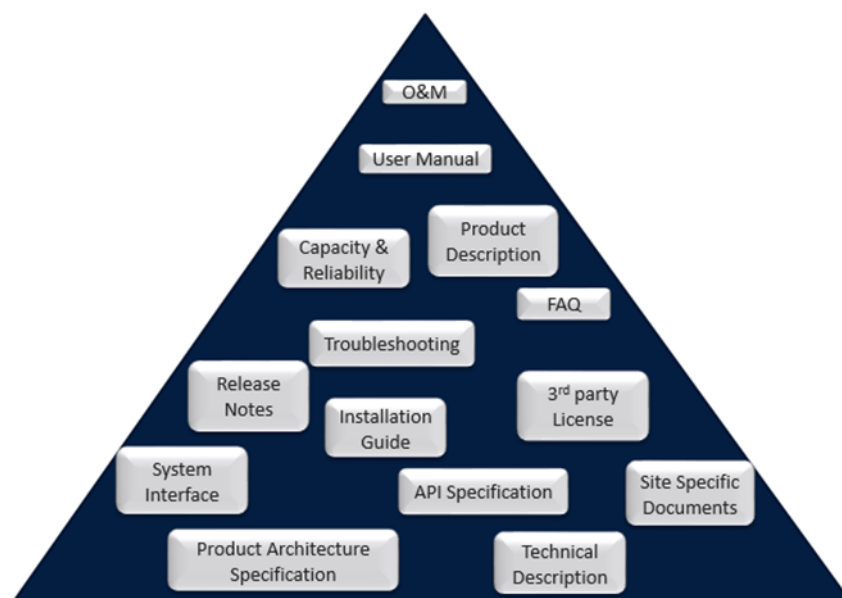 O&M
User Manual
Product
Description
Capacity &
Reliability
FAQ
Troubleshooting
Release
Notes
3rd party
License
Installation
Guide
System
Interface
API Specification
Site Specific
Documents
Product Architecture
Specification
Technical
Description